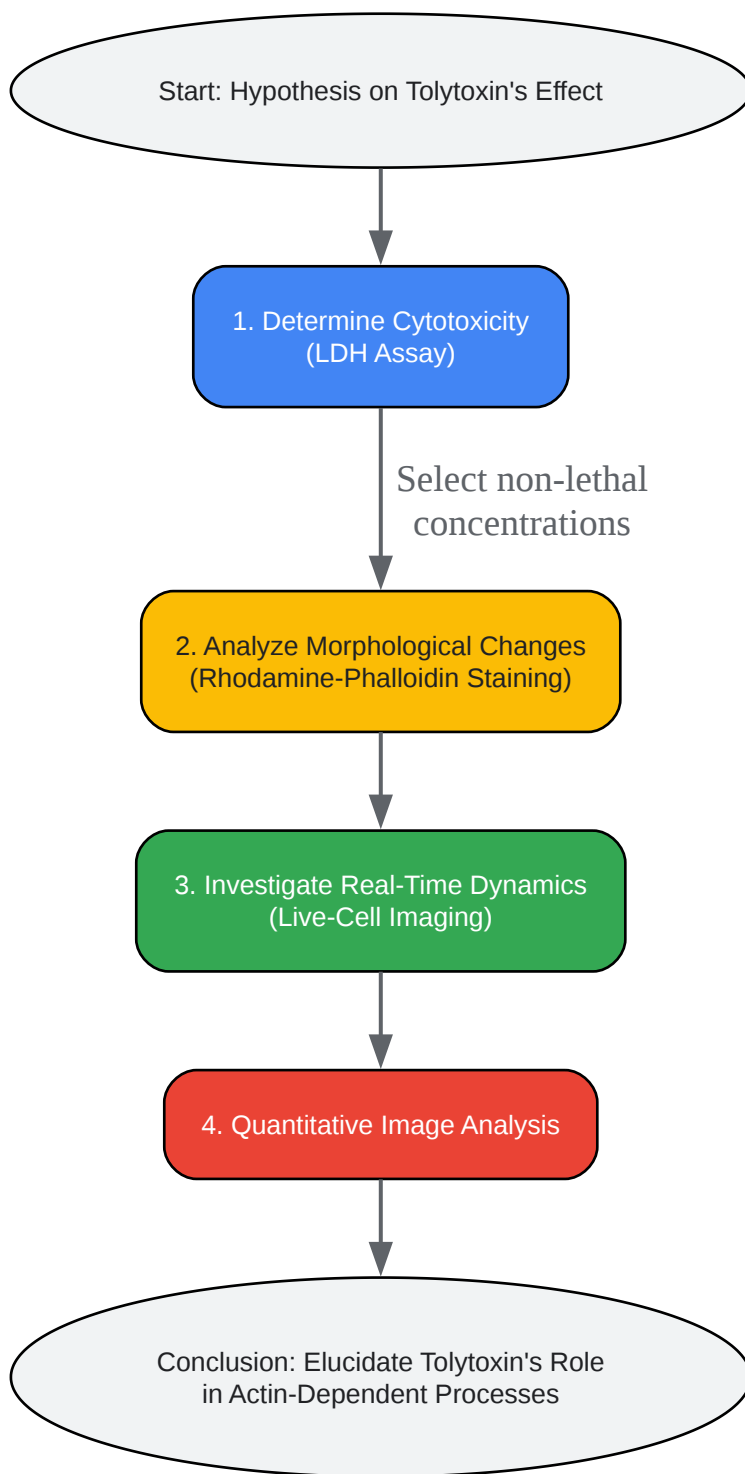 Start: Hypothesis on Tolytoxin's Effect
1. Determine Cytotoxicity
(LDH Assay)
Select non-lethal
concentrations
2. Analyze Morphological Changes
(Rhodamine-Phalloidin Staining)
3. Investigate Real-Time Dynamics
(Live-Cell Imaging)
4. Quantitative Image Analysis
Conclusion: Elucidate Tolytoxin's Role
in Actin-Dependent Processes